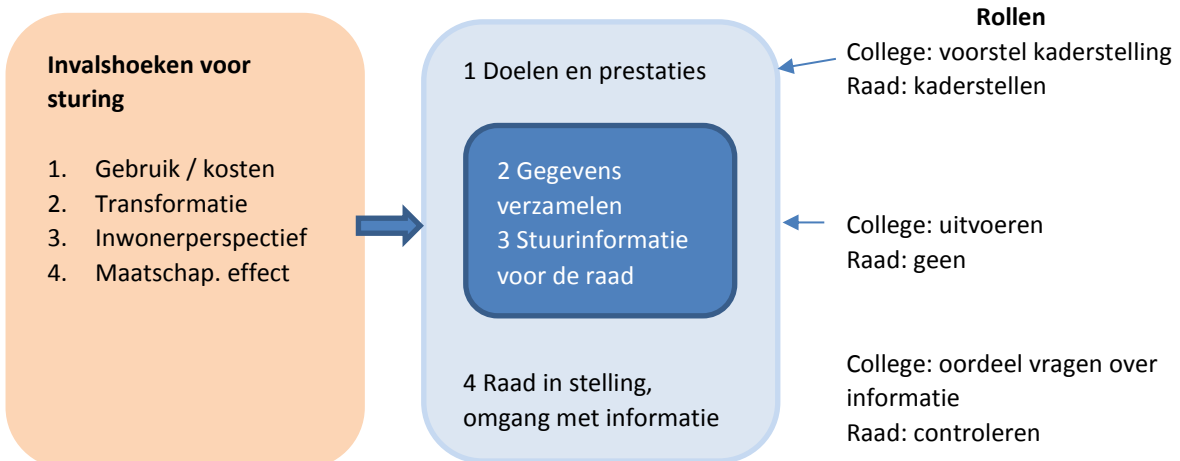 Invalshoeken voor
sturing
1. Gebruik / kosten
2. Transformatie
3. Inwonerperspectief
4. Maatschap. effect
1 Doelen en prestaties
2 Gegevens
verzamelen
3 Stuurinformatie
voor de raad
4 Raad in stelling,
omgang met informatie
Rollen
College: voorstel kaderstelling
Raad: kaderstellen
College: uitvoeren
Raad: geen
College: oordeel vragen over
informatie
Raad: controleren